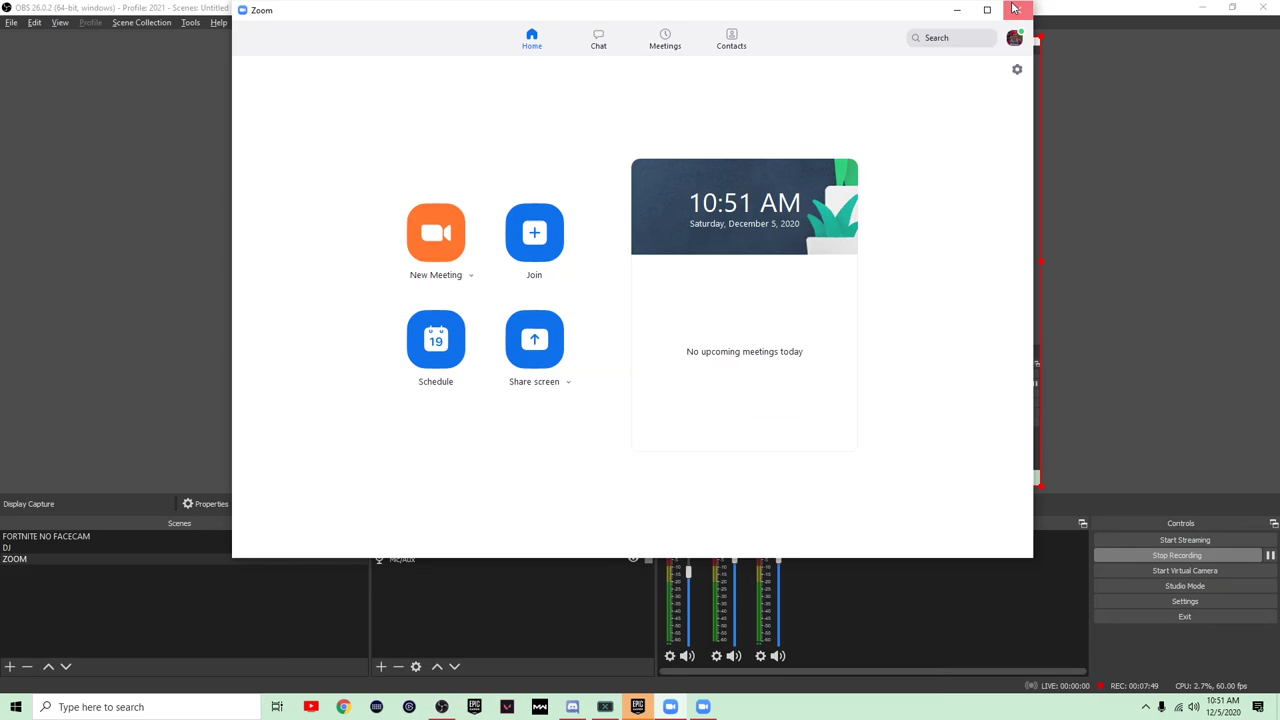 OBS 26.0.2 (64-bit, windows) - Profile: 2021 - Scenes: Untitled
File Edit View Profile Scene Collection Tools Help
Zoom
Home Chat Meetings Contacts
Search
10:51 AM
Saturday, December 5, 2020
New Meeting Join
19
No upcoming meetings today
Schedule Share screen
Display Capture Properties
Scenes
FORTNITE NO FACECAM
DJ
ZOOM
Mic/Aux
Controls
Start Streaming
Stop Recording
Start Virtual Camera
Studio Mode
Settings
Exit
LIVE: 00:00:00 REC: 00:07:49 CPU: 2.7%, 60.00 fps
Type here to search
EPIC
EPIC
10:51 AM
12/5/2020